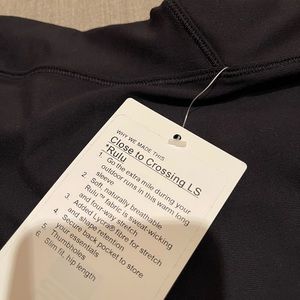 WHY WE MADE THIS
Close to Crossing LS
*Rulu
1 Go the extra mile during your
outdoor runs in this warm long
sleeve
2. Soft, naturally breathable
Rulu™ fabric is sweat-wicking
and four-way stretch
3. Added Lycra® fibre for stretch
and shape retention
4. Secure back pocket to store
your essentials
5. Thumbholes
6 Slim fit, hip length